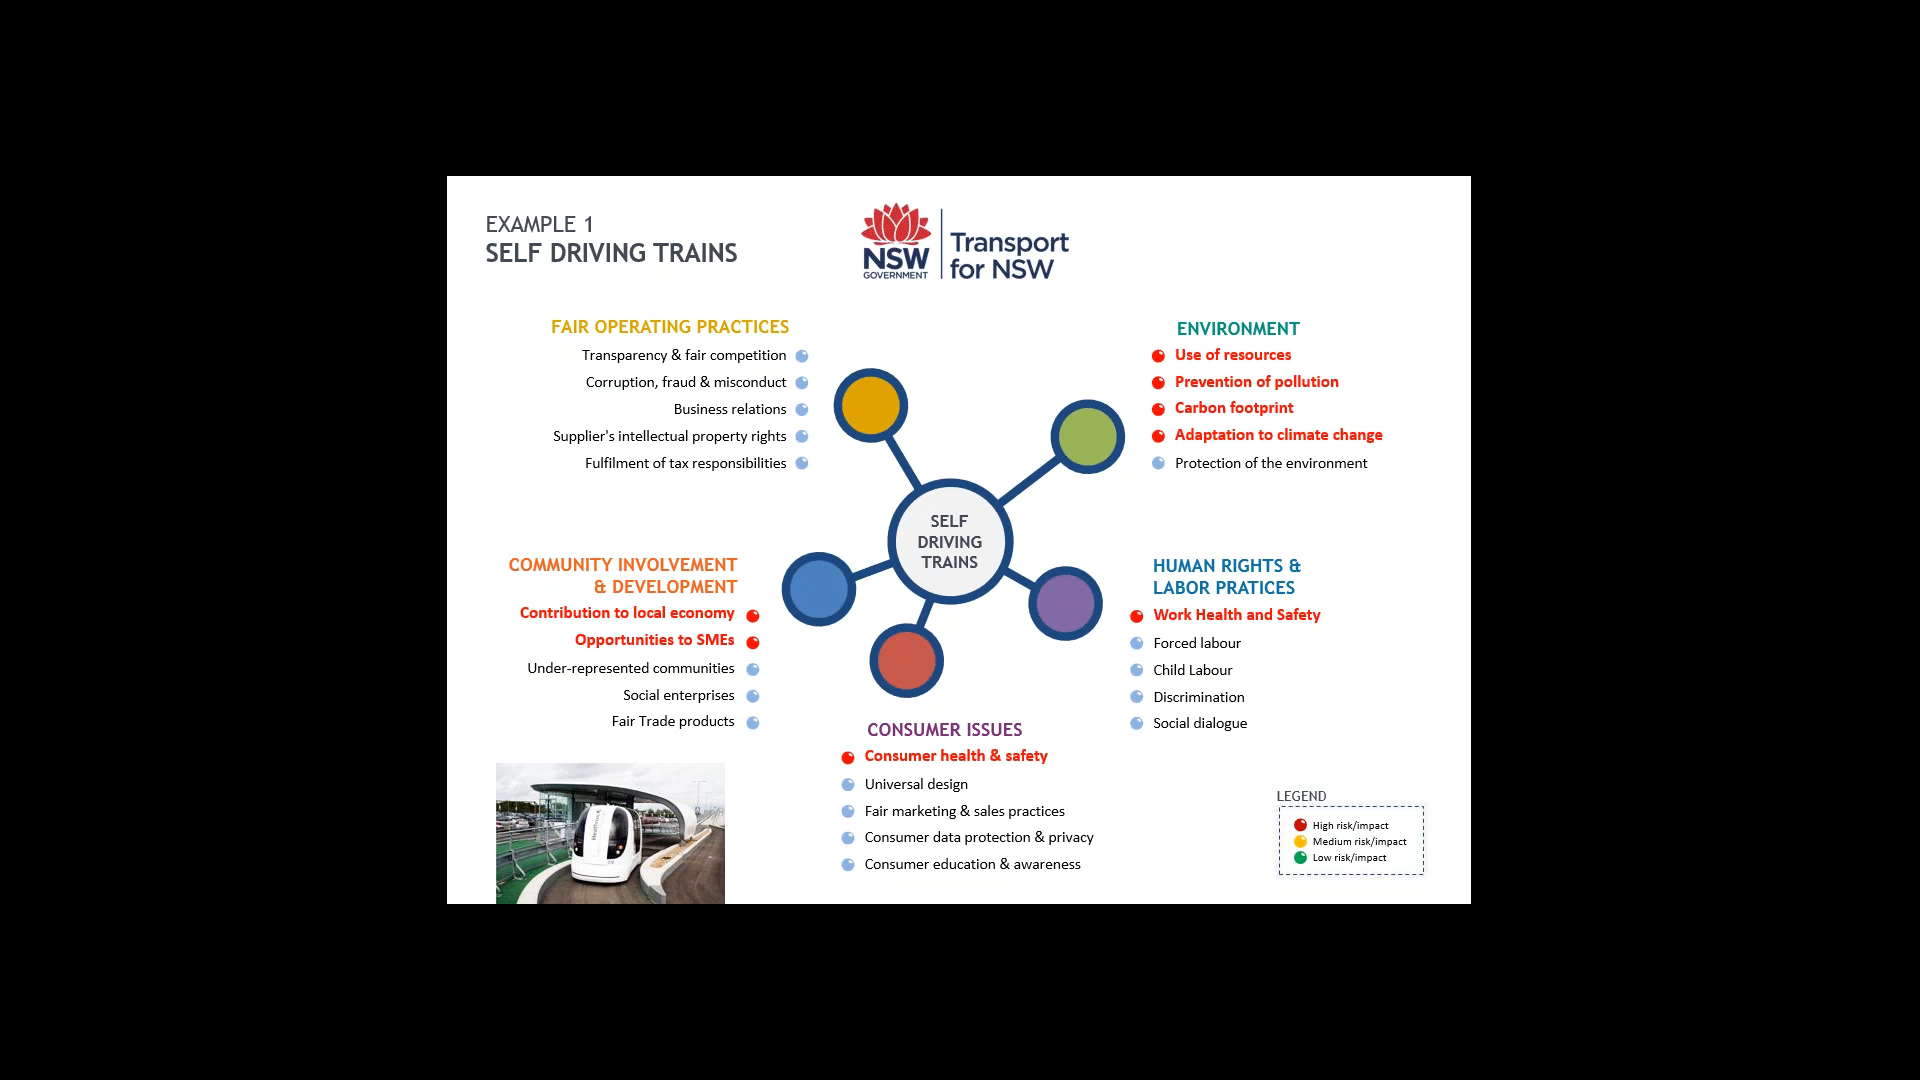 EXAMPLE 1
SELF DRIVING TRAINS
NSW
GOVERNMENT
Transport
for NSW
FAIR OPERATING PRACTICES
Transparency & fair competition
Corruption, fraud & misconduct
Business relations
Supplier's intellectual property rights
Fulfilment of tax responsibilities
ENVIRONMENT
Use of resources
Prevention of pollution
Carbon footprint
Adaptation to climate change
Protection of the environment
SELF
DRIVING
TRAINS
COMMUNITY INVOLVEMENT
& DEVELOPMENT
Contribution to local economy
Opportunities to SMEs
Under-represented communities
Social enterprises
Fair Trade products
HUMAN RIGHTS &
LABOR PRATICES
Work Health and Safety
Forced labour
Child Labour
Discrimination
Social dialogue
CONSUMER ISSUES
Consumer health & safety
Universal design
Fair marketing & sales practices
Consumer data protection & privacy
Consumer education & awareness
LEGEND
High risk/impact
Medium risk/impact
Low risk/impact